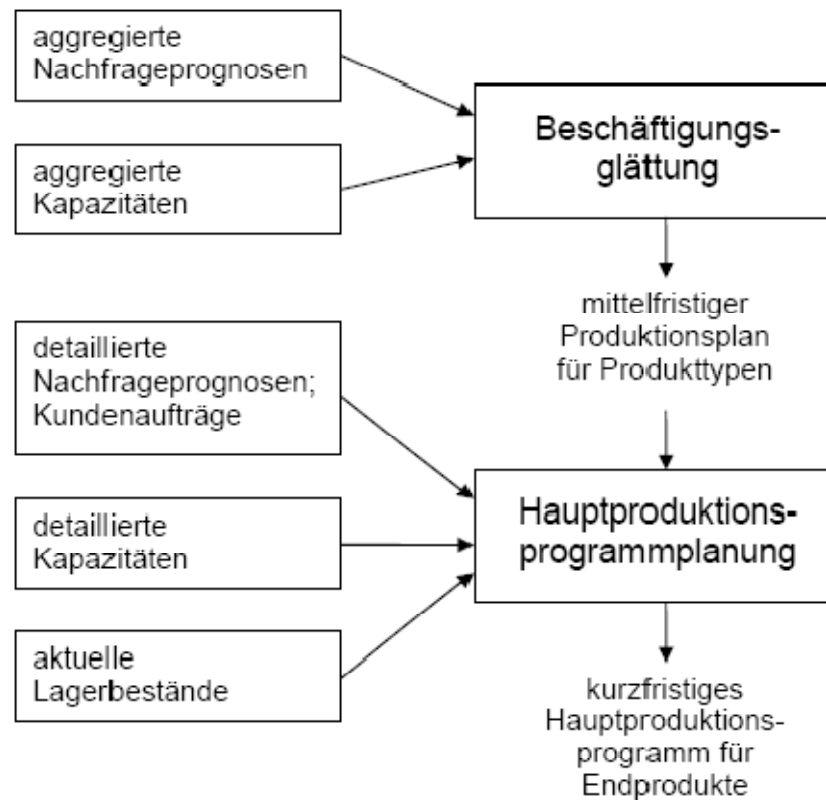 aggregierte
Nachfrageprognosen
aggregierte
Kapazitäten
Beschäftigungs-
glättung
mittelfristiger
Produktionsplan
für Produkttypen
detaillierte
Nachfrageprognosen;
Kundenaufträge
detaillierte
Kapazitäten
aktuelle
Lagerbestände
Hauptproduktions-
programmplanung
kurzfristiges
Hauptproduktions-
programm für
Endprodukte